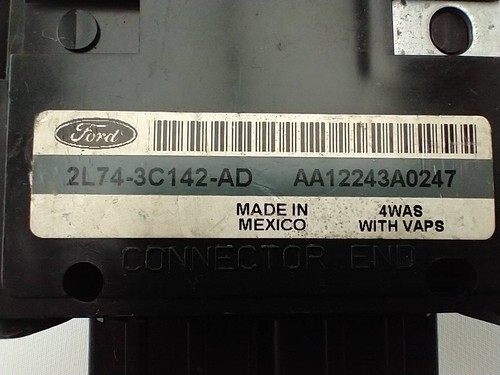 Ford
2L74-3C142-AD AA12243A0247
MADE IN 4WAS
MEXICO WITH VAPS
CONNECTOR END